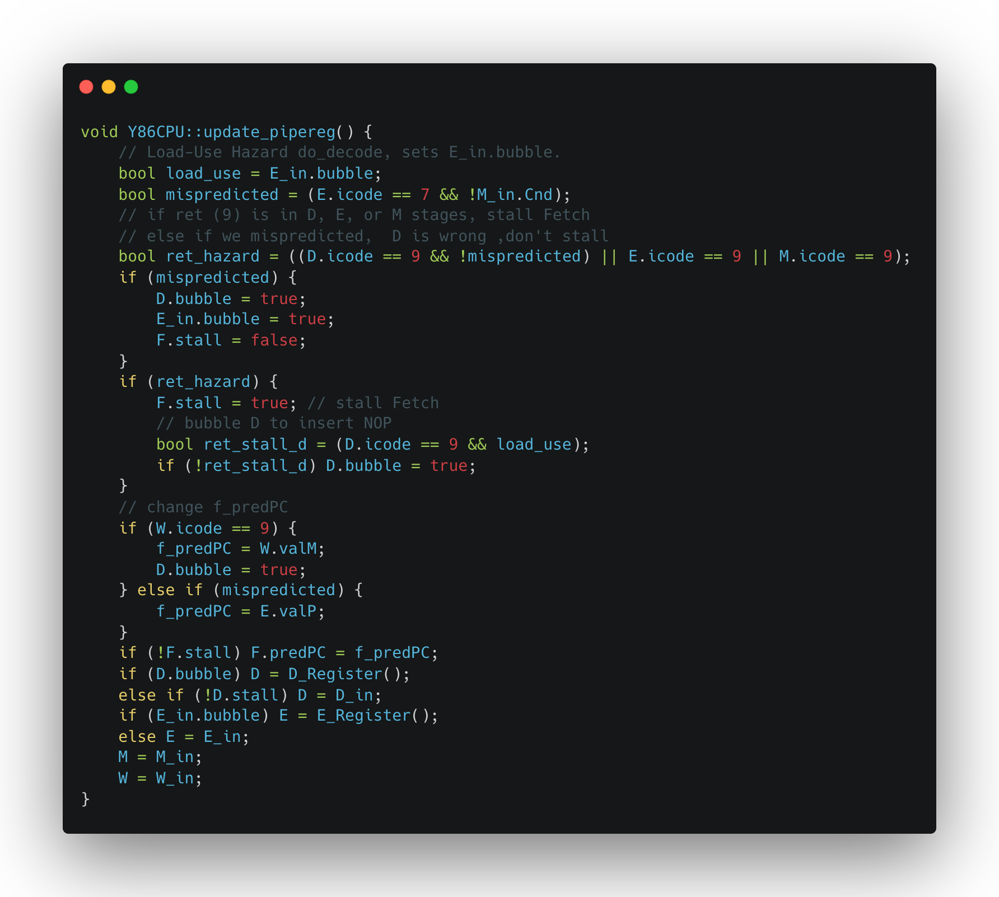 void Y86CPU::update_pipereg() {
    // Load-Use Hazard do_decode, sets E_in.bubble.
    bool load_use = E_in.bubble;
    bool mispredicted = (E.icode == 7 && !M_in.Cnd);
    // if ret (9) is in D, E, or M stages, stall Fetch
    // else if we mispredicted,  D is wrong ,don't stall
    bool ret_hazard = ((D.icode == 9 && !mispredicted) || E.icode == 9 || M.icode == 9);
    if (mispredicted) {
        D.bubble = true;
        E_in.bubble = true;
        F.stall = false;
    }
    if (ret_hazard) {
        F.stall = true; // stall Fetch
        // bubble D to insert NOP
        bool ret_stall_d = (D.icode == 9 && load_use);
        if (!ret_stall_d) D.bubble = true;
    }
    // change f_predPC
    if (W.icode == 9) {
        f_predPC = W.valM;
        D.bubble = true;
    } else if (mispredicted) {
        f_predPC = E.valP;
    }
    if (!F.stall) F.predPC = f_predPC;
    if (D.bubble) D = D_Register();
    else if (!D.stall) D = D_in;
    if (E_in.bubble) E = E_Register();
    else E = E_in;
    M = M_in;
    W = W_in;
}